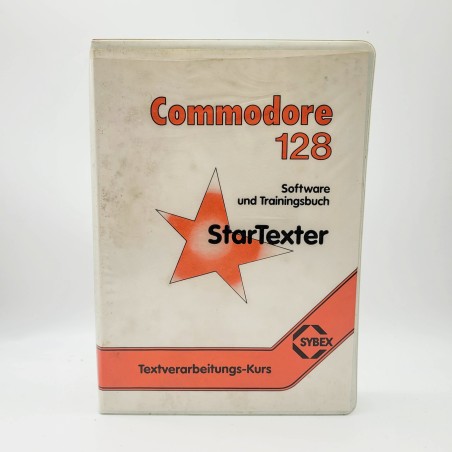 Commodore
128
Software
und Trainingsbuch
StarTexter
SYBEX
Textverarbeitungs-Kurs